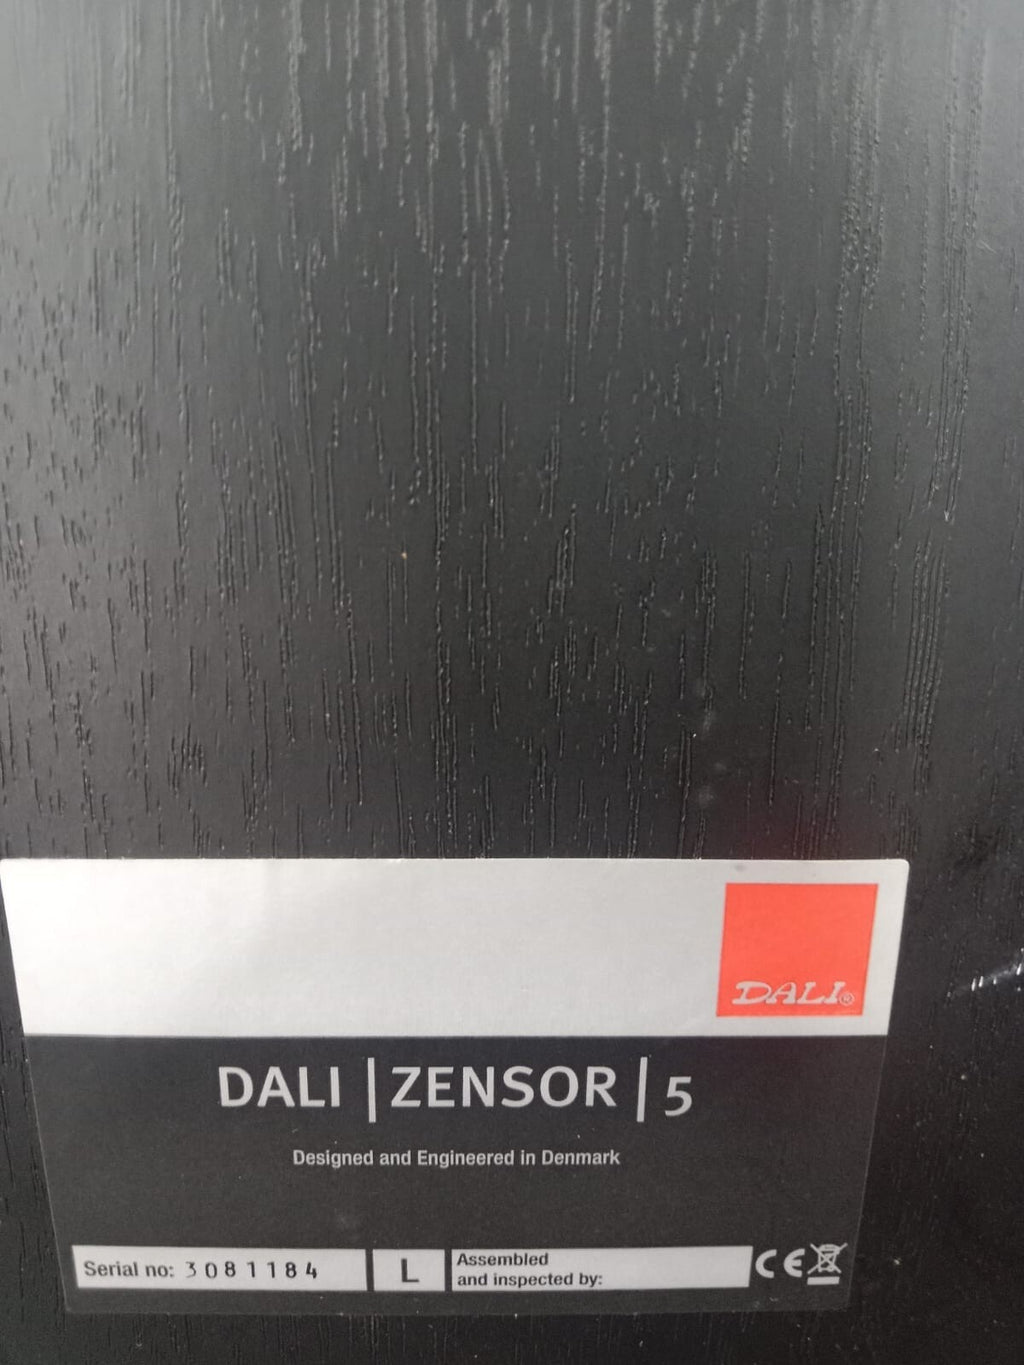 DALI®
DALI | ZENSOR | 5
Designed and Engineered in Denmark
Serial no: 3081184
L
Assembled
and inspected by:
CE